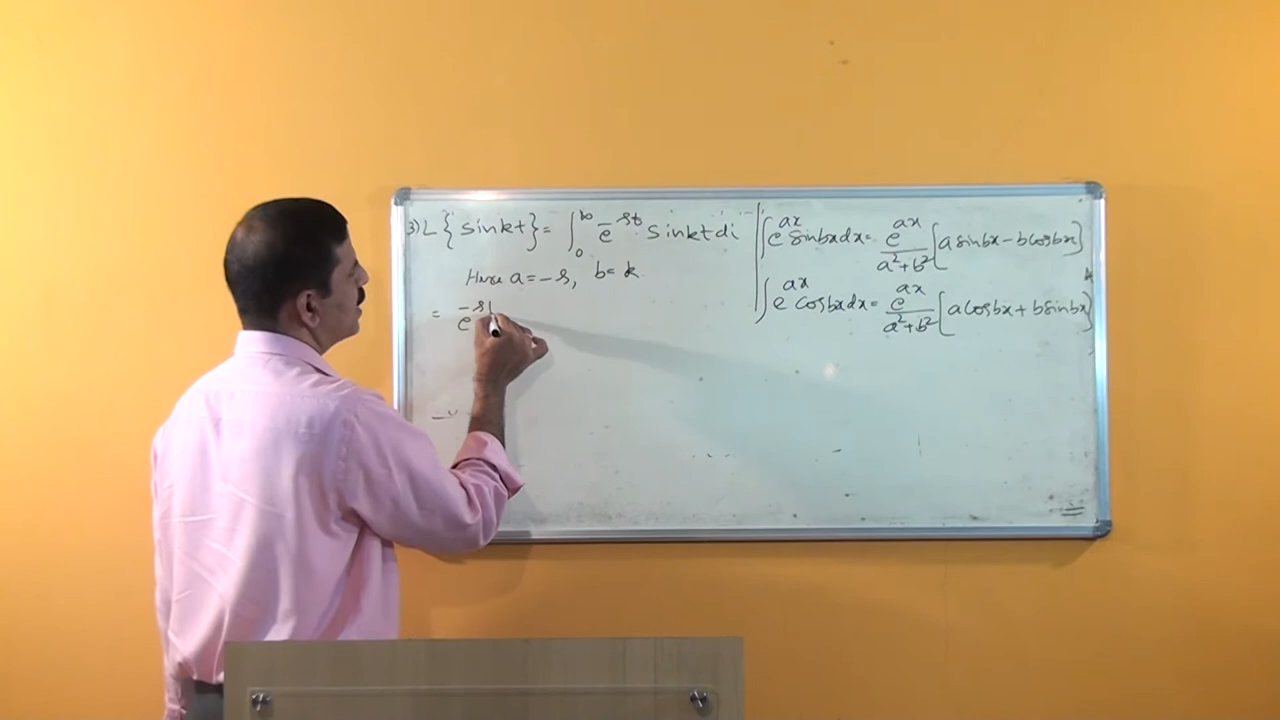 3) L{sinkt} = ∫₀^∞ e^{-st}. sinkt dt
Here a = -s, b = k
= e^{-st}
∫ e^{ax} sinbx dx = e^{ax}/(a²+b²) [a sinbx - b cosbx]
∫ e^{ax} cosbx dx = e^{ax}/(a²+b²) [a cosbx + b sinbx]